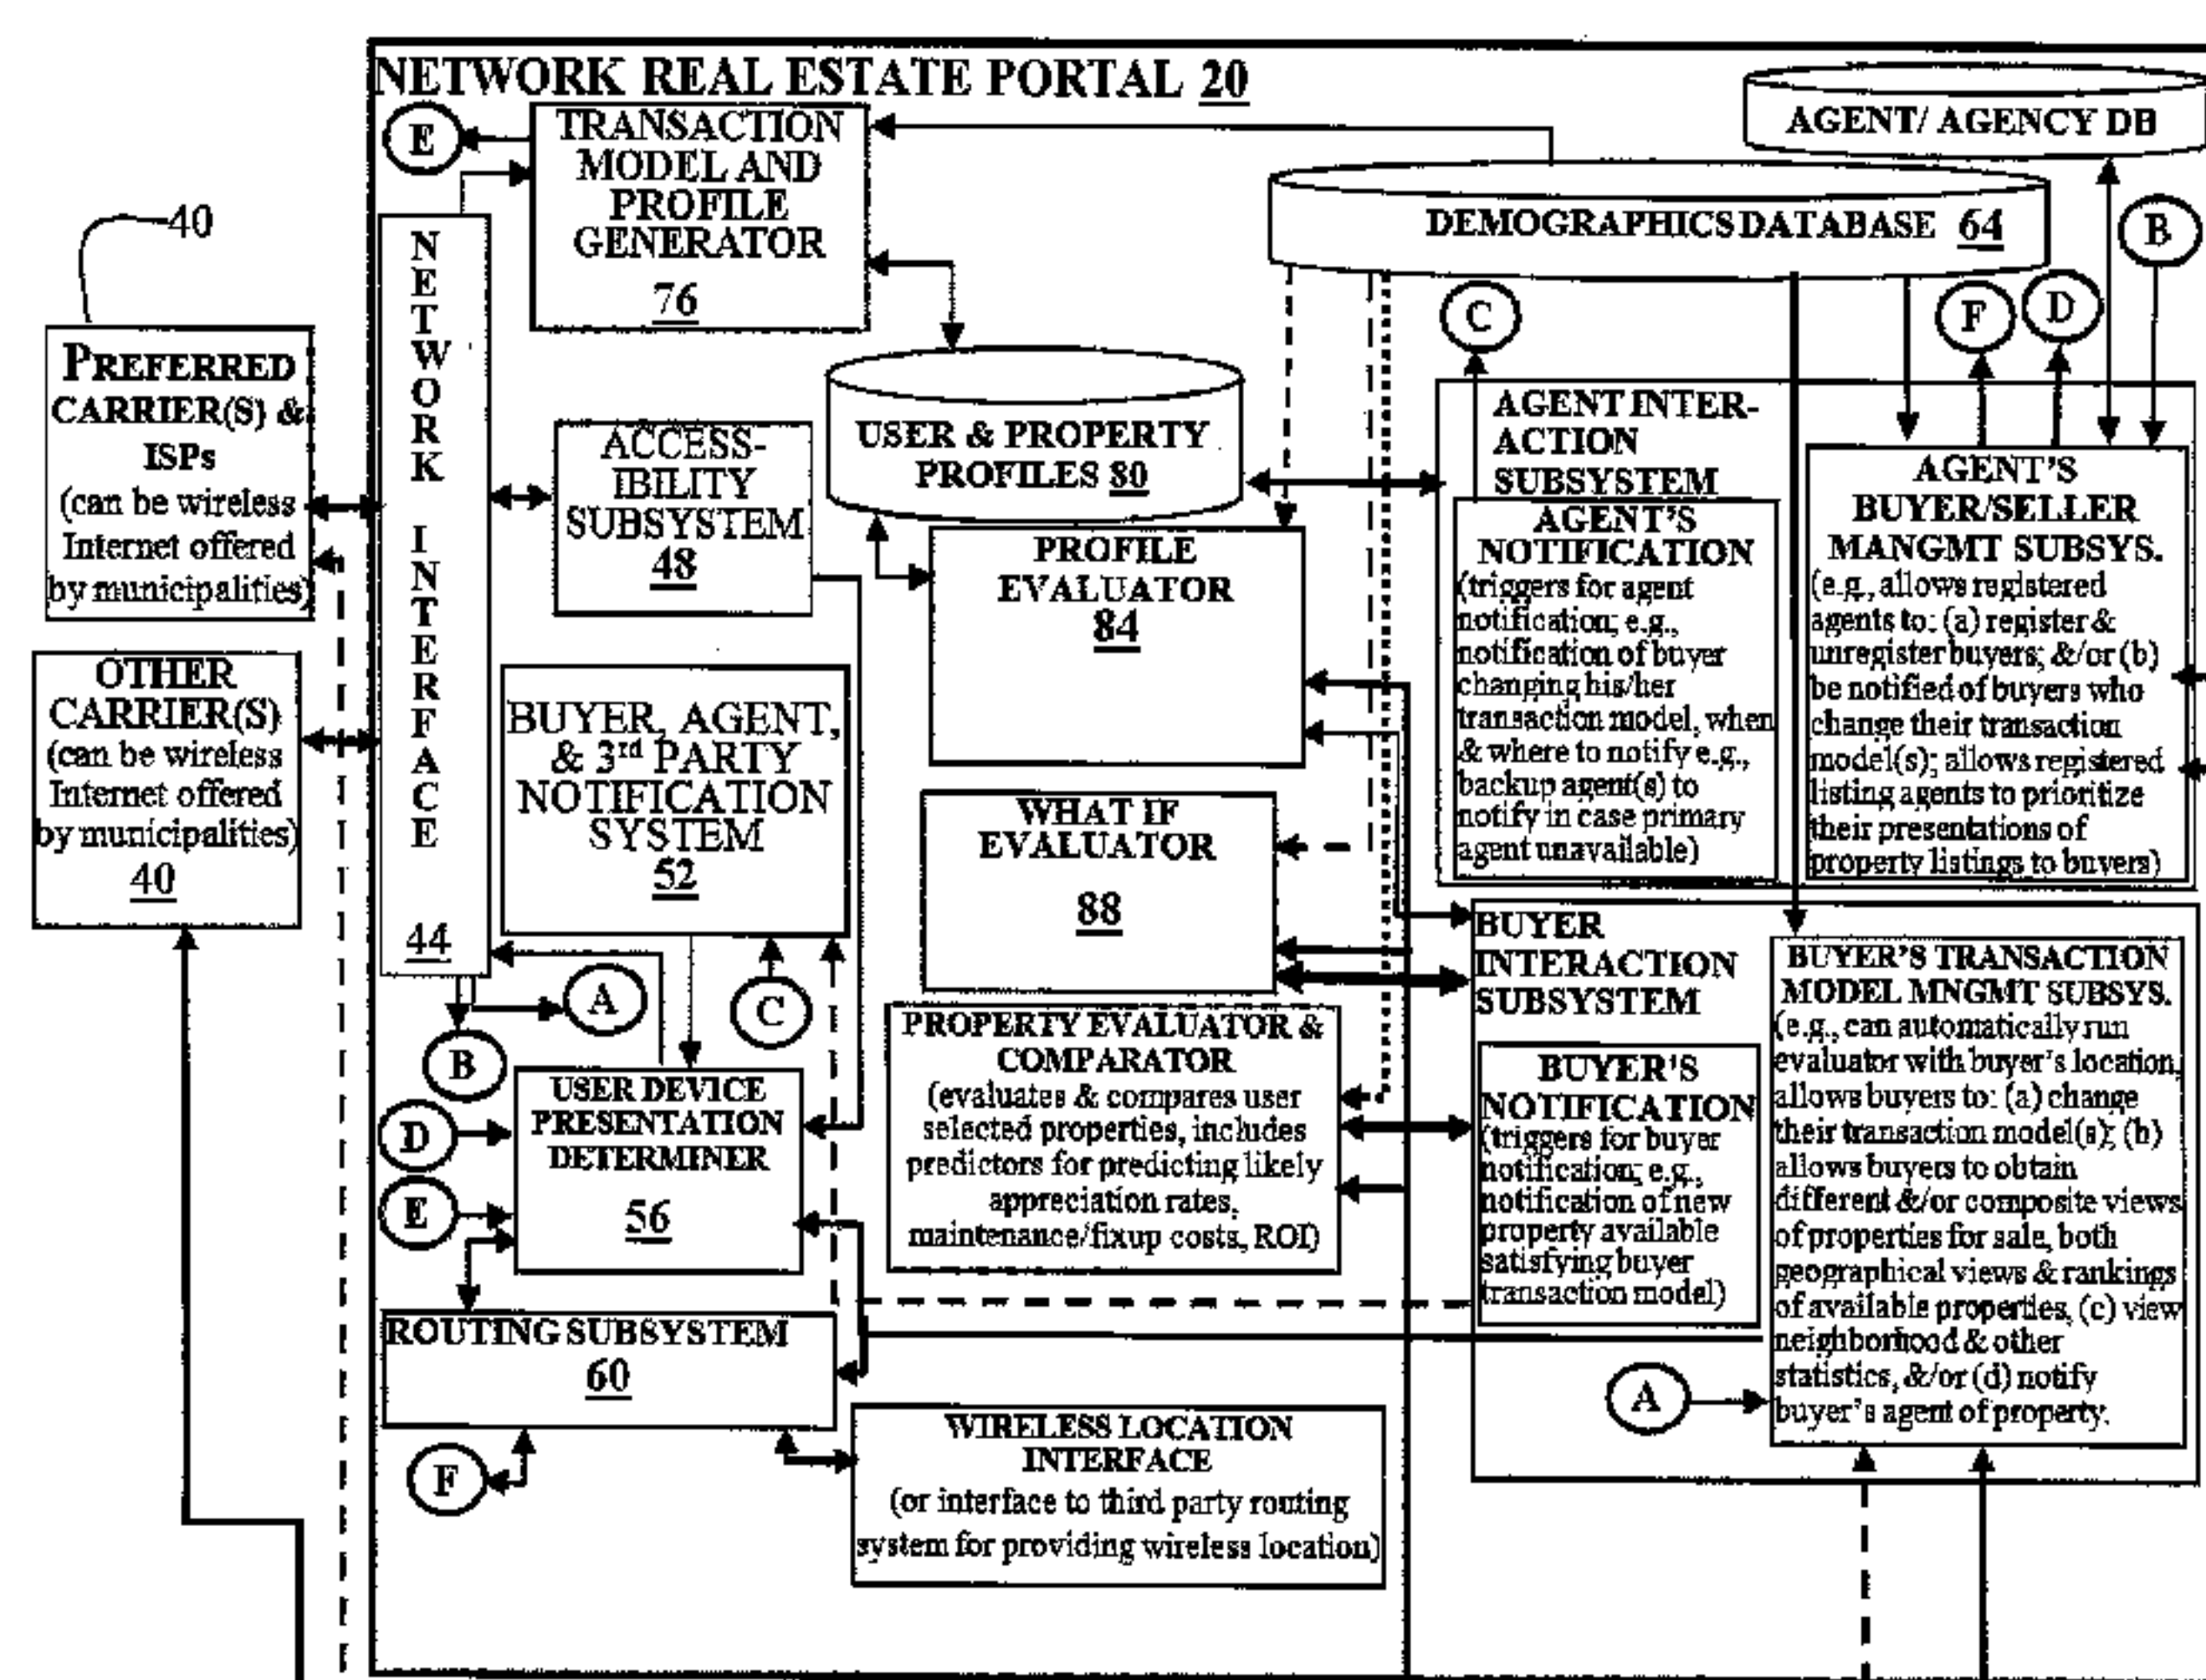 NETWORK REAL ESTATE PORTAL 20
AGENT/ AGENCY DB
E
TRANSACTION
MODEL AND
PROFILE
GENERATOR
76
DEMOGRAPHICS DATABASE 64
B
C
F
D
40
PREFERRED
CARRIER(S) &
ISPs
(can be wireless
Internet offered
by municipalities)
OTHER
CARRIER(S)
(can be wireless
Internet offered
by municipalities)
40
NETWORK INTERFACE
44
USER & PROPERTY
PROFILES 80
ACCESS-
IBILITY
SUBSYSTEM
48
PROFILE
EVALUATOR
84
BUYER, AGENT,
& 3rd PARTY
NOTIFICATION
SYSTEM
52
WHAT IF
EVALUATOR
88
AGENT INTER-
ACTION
SUBSYSTEM
AGENT'S
NOTIFICATION
(triggers for agent
notification; e.g.,
notification of buyer
changing his/her
transaction model, when
& where to notify e.g.,
backup agent(s) to
notify in case primary
agent unavailable)
AGENT'S
BUYER/SELLER
MANGMT SUBSYS.
(e.g., allows registered
agents to: (a) register &
unregister buyers; &/or (b)
be notified of buyers who
change their transaction
model(s); allows registered
listing agents to prioritize
their presentations of
property listings to buyers)
A
B
C
D
E
USER DEVICE
PRESENTATION
DETERMINER
56
PROPERTY EVALUATOR &
COMPARATOR
(evaluates & compares user
selected properties, includes
predictors for predicting likely
appreciation rates,
maintenance/fixup costs, ROI)
BUYER
INTERACTION
SUBSYSTEM
BUYER'S
NOTIFICATION
(triggers for buyer
notification; e.g.,
notification of new
property available
satisfying buyer
transaction model)
BUYER'S TRANSACTION
MODEL MNGMT SUBSYS.
(e.g., can automatically run
evaluator with buyer's location,
allows buyers to: (a) change
their transaction model(s); (b)
allows buyers to obtain
different &/or composite views
of properties for sale, both
geographical views & rankings
of available properties, (c) view
neighborhood & other
statistics, &/or (d) notify
buyer's agent of property.
A
ROUTING SUBSYSTEM
60
F
WIRELESS LOCATION
INTERFACE
(or interface to third party routing
system for providing wireless location)